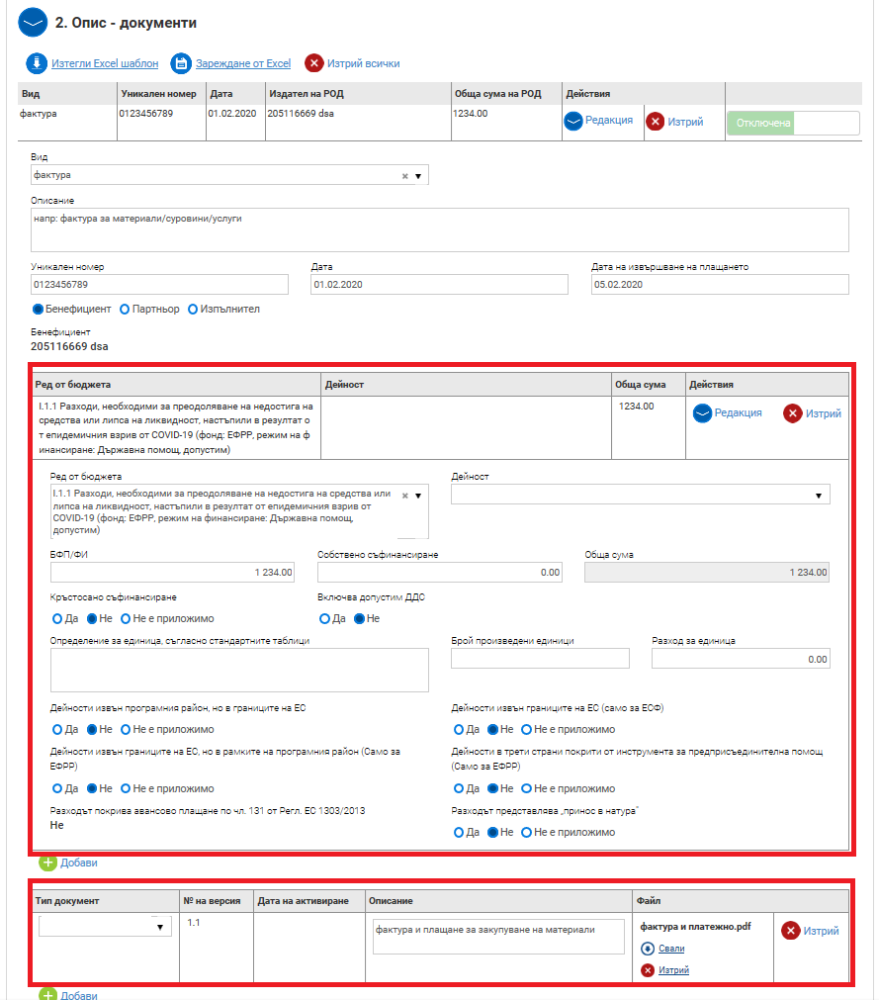 2. Опис - документи
Изтегли Excel шаблон Зареждане от Excel Изтрий всички
Вид Уникален номер Дата Издател на РОД Обща сума на РОД Действия
фактура 0123456789 01.02.2020 205116669 dsa 1234.00 Редакция Изтрий Отключена
Вид
фактура
Описание
напр: фактура за материали/суровини/услуги
Уникален номер Дата Дата на извършване на плащането
0123456789 01.02.2020 05.02.2020
Бенефициент Партньор Изпълнител
Бенефициент
205116669 dsa
Ред от бюджета Дейност Обща сума Действия
I.1.1 Разходи, необходими за преодоляване на недостига на 1234.00 Редакция Изтрий
средства или липса на ликвидност, настъпили в резултат о
т епидемичния взрив от COVID-19 (фонд: ЕФРР, режим на ф
инансиране: Държавна помощ, допустим)
Ред от бюджета Дейност
I.1.1 Разходи, необходими за преодоляване на недостига на средства или
липса на ликвидност, настъпили в резултат от епидемичния взрив от
COVID-19 (фонд: ЕФРР, режим на финансиране: Държавна помощ,
допустим)
БФП/ФИ Собствено съфинансиране Обща сума
1 234.00 0.00 1 234.00
Кръстосано съфинансиране Включва допустим ДДС
Да Не Не е приложимо Да Не
Определение за единица, съгласно стандартните таблици Брой произведени единици Разход за единица
0.00
Дейности извън програмния район, но в границите на ЕС Дейности извън границите на ЕС (само за ЕСФ)
Да Не Не е приложимо Да Не Не е приложимо
Дейности извън границите на ЕС, но в рамките на програмния район (Само за Дейности в трети страни покрити от инструмента за предприсъединителна помощ
ЕФРР) (Само за ЕФРР)
Да Не Не е приложимо Да Не Не е приложимо
Разходът покрива авансово плащане по чл. 131 от Регл. ЕС 1303/2013 Разходът представлява „принос в натура"
Не Да Не Не е приложимо
Добави
Тип документ № на версия Дата на активиране Описание Файл
1.1 фактура и плащане за закупуване на материали фактура и платежно.pdf Изтрий
Свали
Изтрий
Добави